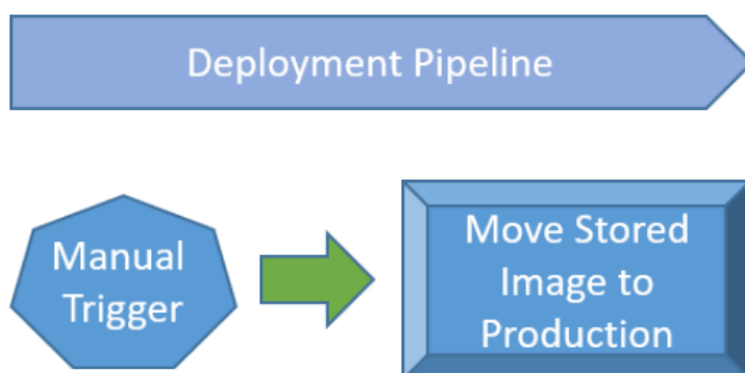 Deployment Pipeline
Manual
Trigger
Move Stored
Image to
Production